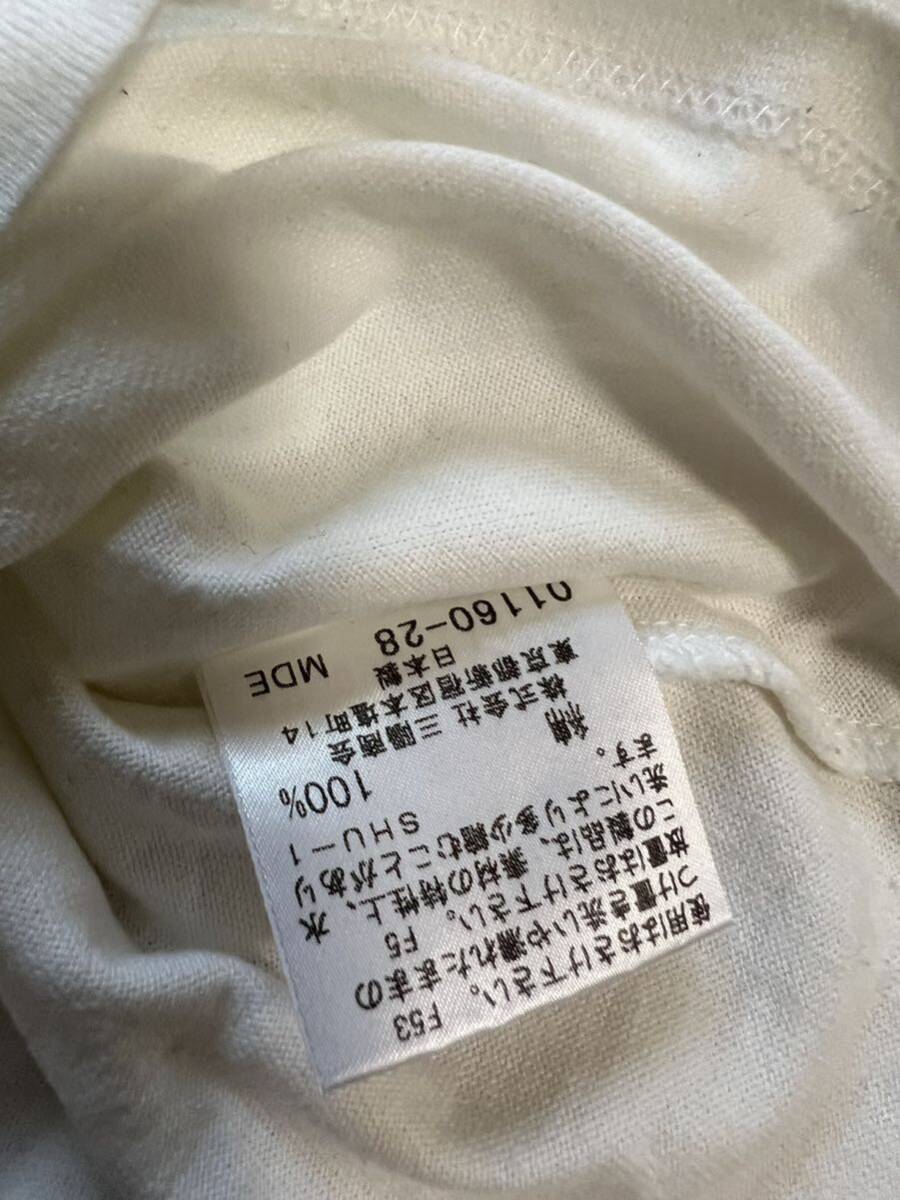 使用はおさけ下さい。 F53
つけ置き洗いや濡れたままの
放置はおさけ下さい。 F5
この製品は、素材の特性上、水
洗いにより多少縮むことがあり
ます。 SHU-1
綿 100%
株式会社 三陽商会
東京都新宿区本塩町14
日本製
01160-28 MDE